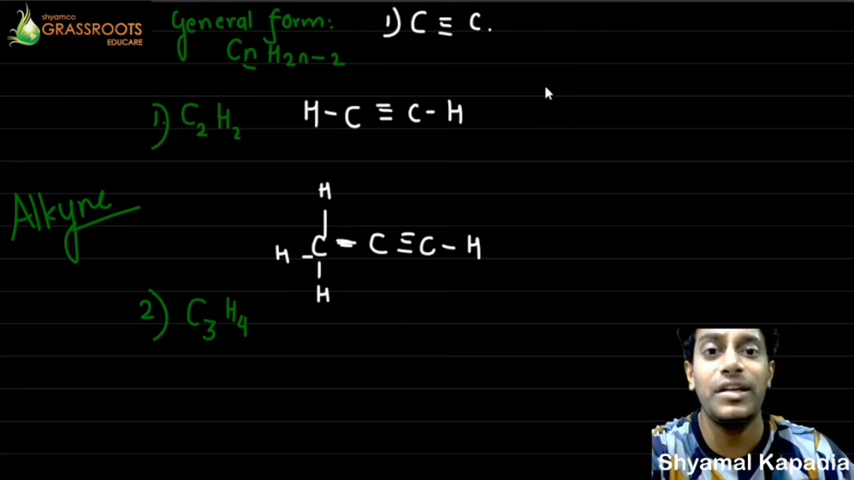 shyamco
GRASSROOTS
EDUCARE
General form:
CnH2n-2
1) C ≡ C.
1) C2H2
H-C ≡ C-H
Alkyne
H
H-C-C≡C-H
H
2) C3H4
Shyamal Kapadia